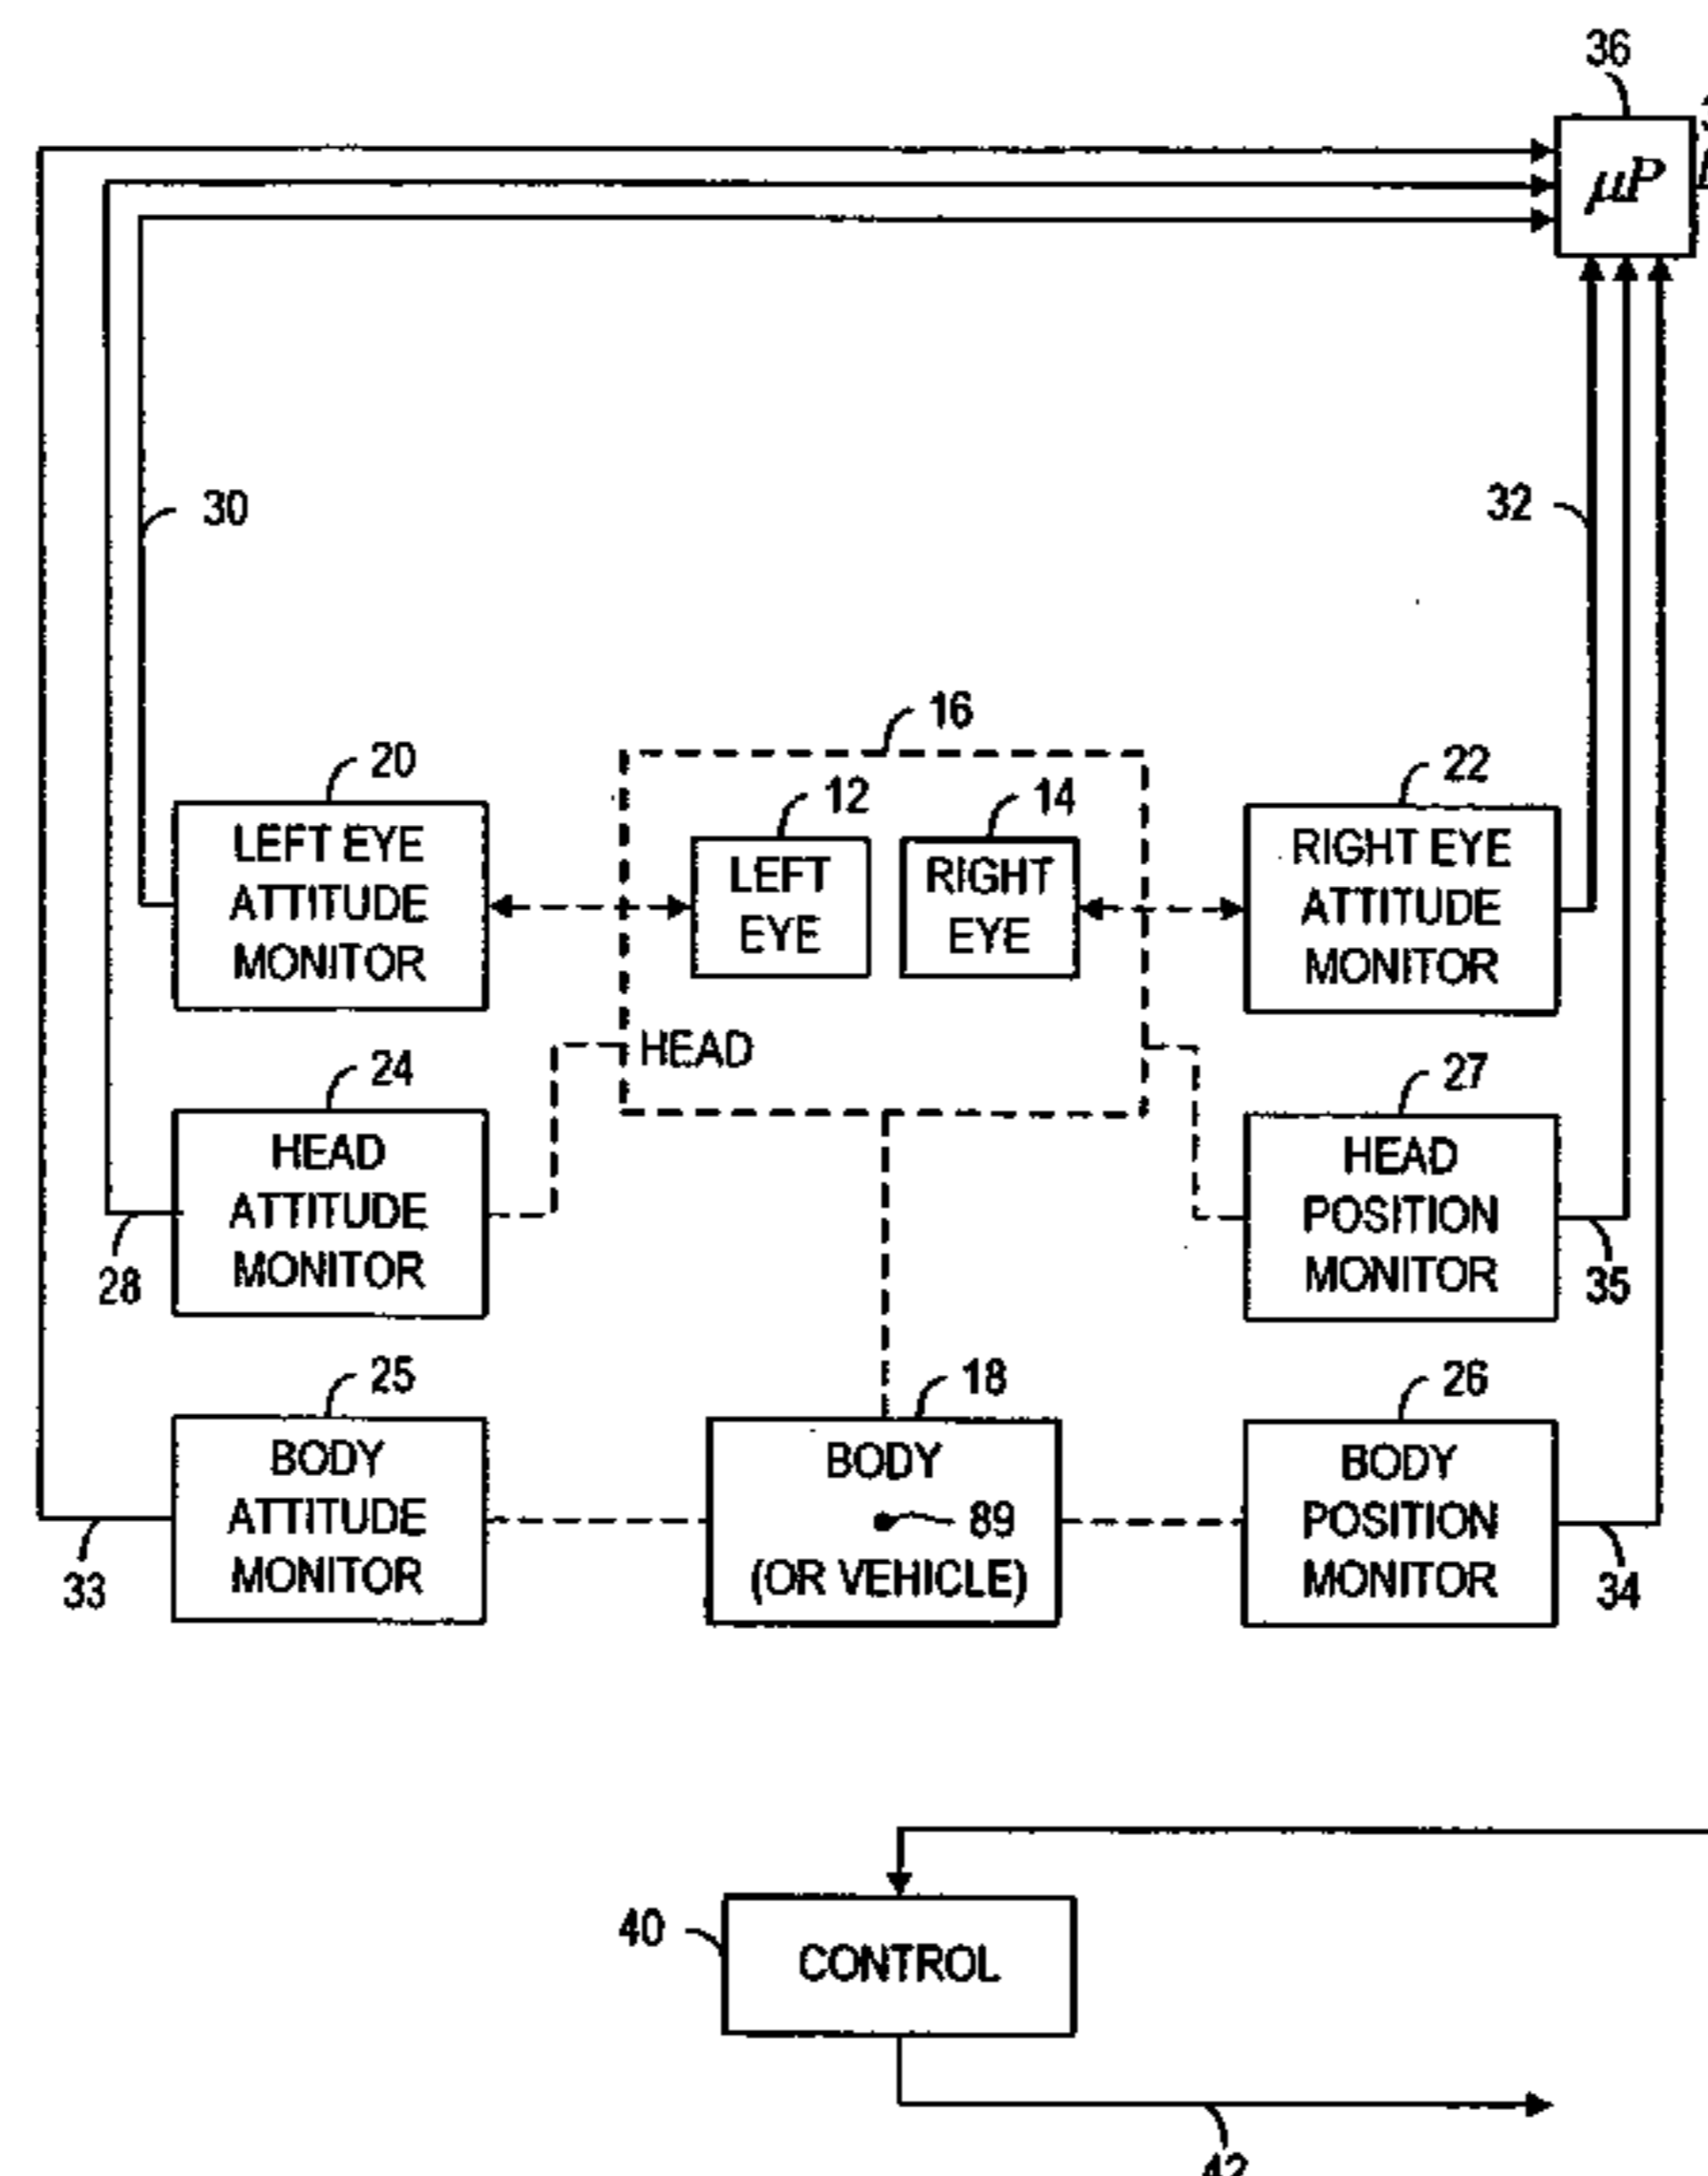 36
µP
30
32
16
20
12
14
22
LEFT EYE
ATTITUDE
MONITOR
LEFT
EYE
RIGHT
EYE
RIGHT EYE
ATTITUDE
MONITOR
HEAD
24
27
HEAD
ATTITUDE
MONITOR
HEAD
POSITION
MONITOR
28
35
25
18
26
BODY
ATTITUDE
MONITOR
BODY
89
(OR VEHICLE)
BODY
POSITION
MONITOR
33
34
40
CONTROL
42